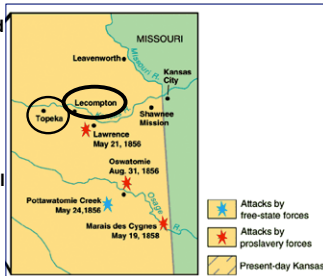 d
MISSOURI
Leavenworth
Missouri R.
Kansas
City
Lecompton
Topeka
Shawnee
Mission
Lawrence
May 21, 1856
Oswatomie
Aug. 31, 1856
l
Pottawatomie Creek
May 24,1856
Osage R.
Marais des Cygnes
May 19, 1858
Attacks by
free-state forces
Attacks by
proslavery forces
Present-day Kansas